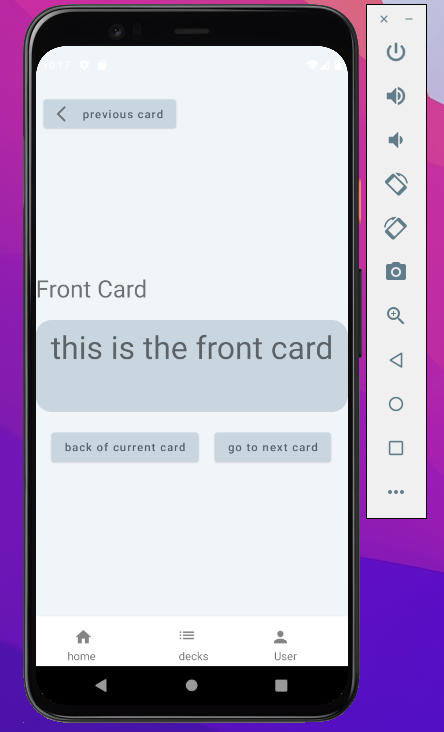 10:17
previous card
Front Card
this is the front card
back of current card go to next card
home decks User